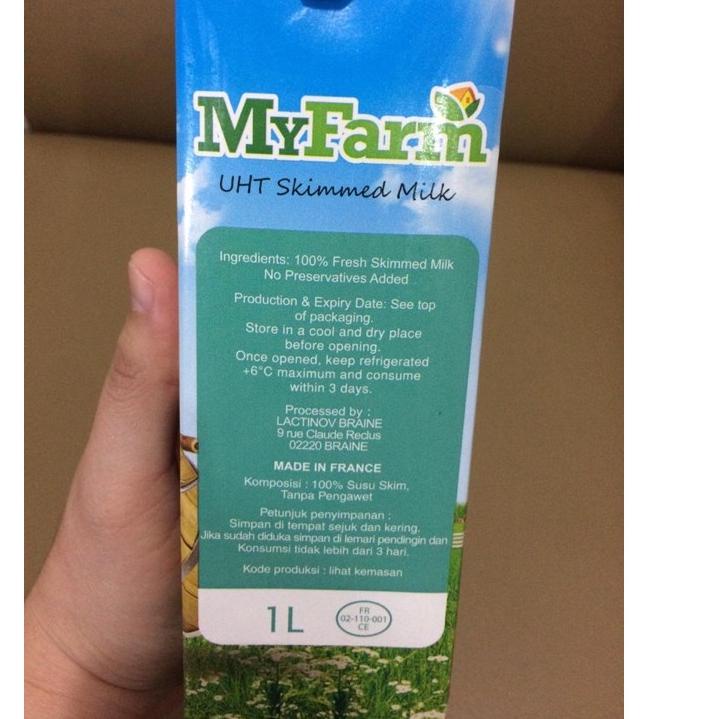 MyFarm
UHT Skimmed Milk
Ingredients: 100% Fresh Skimmed Milk
No Preservatives Added
Production & Expiry Date: See top
of packaging.
Store in a cool and dry place
before opening.
Once opened, keep refrigerated
+6°C maximum and consume
within 3 days.
Processed by :
LACTINOV BRAINE
9 rue Claude Reclus
02220 BRAINE
MADE IN FRANCE
Komposisi : 100% Susu Skim,
Tanpa Pengawet
Petunjuk penyimpanan :
Simpan di tempat sejuk dan kering.
Jika sudah diduka simpan di lemari pendingin dan
Konsumsi tidak lebih dari 3 hari.
Kode produksi : lihat kemasan
1L
FR
02-110-001
CE